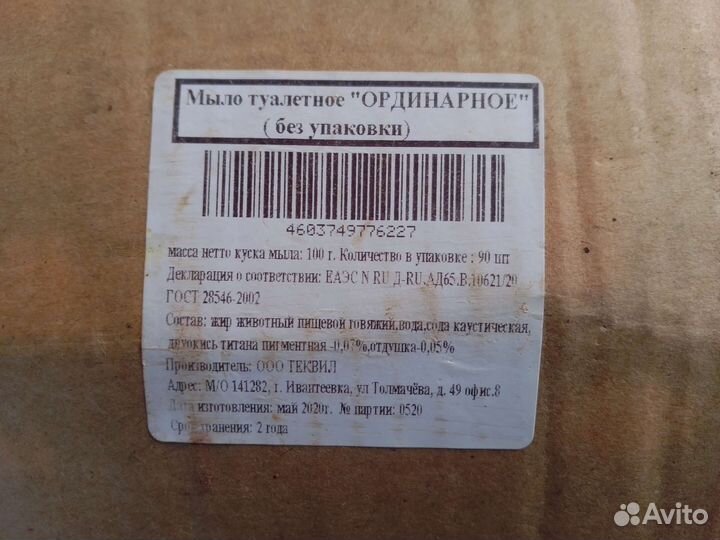 Мыло туалетное "ОРДИНАРНОЕ"
( без упаковки)
4603749776227
масса нетто куска мыла: 100 г. Количество в упаковке : 90 шт
Декларация о соответствии: ЕАЭС N RU Д-RU.АД65.В.10621/20
ГОСТ 28546-2002
Состав: жир животный пищевой говяжий,вода,сода каустическая,
двуокись титана пигментная -0,07%,отдушка-0,05%
Производитель: ООО ТЕКВИЛ
Адрес: М/О 141282, г. Ивантеевка, ул Толмачёва, д. 49 офис.8
Дата изготовления: май 2020г. № партии: 0520
Срок хранения: 2 года
Avito